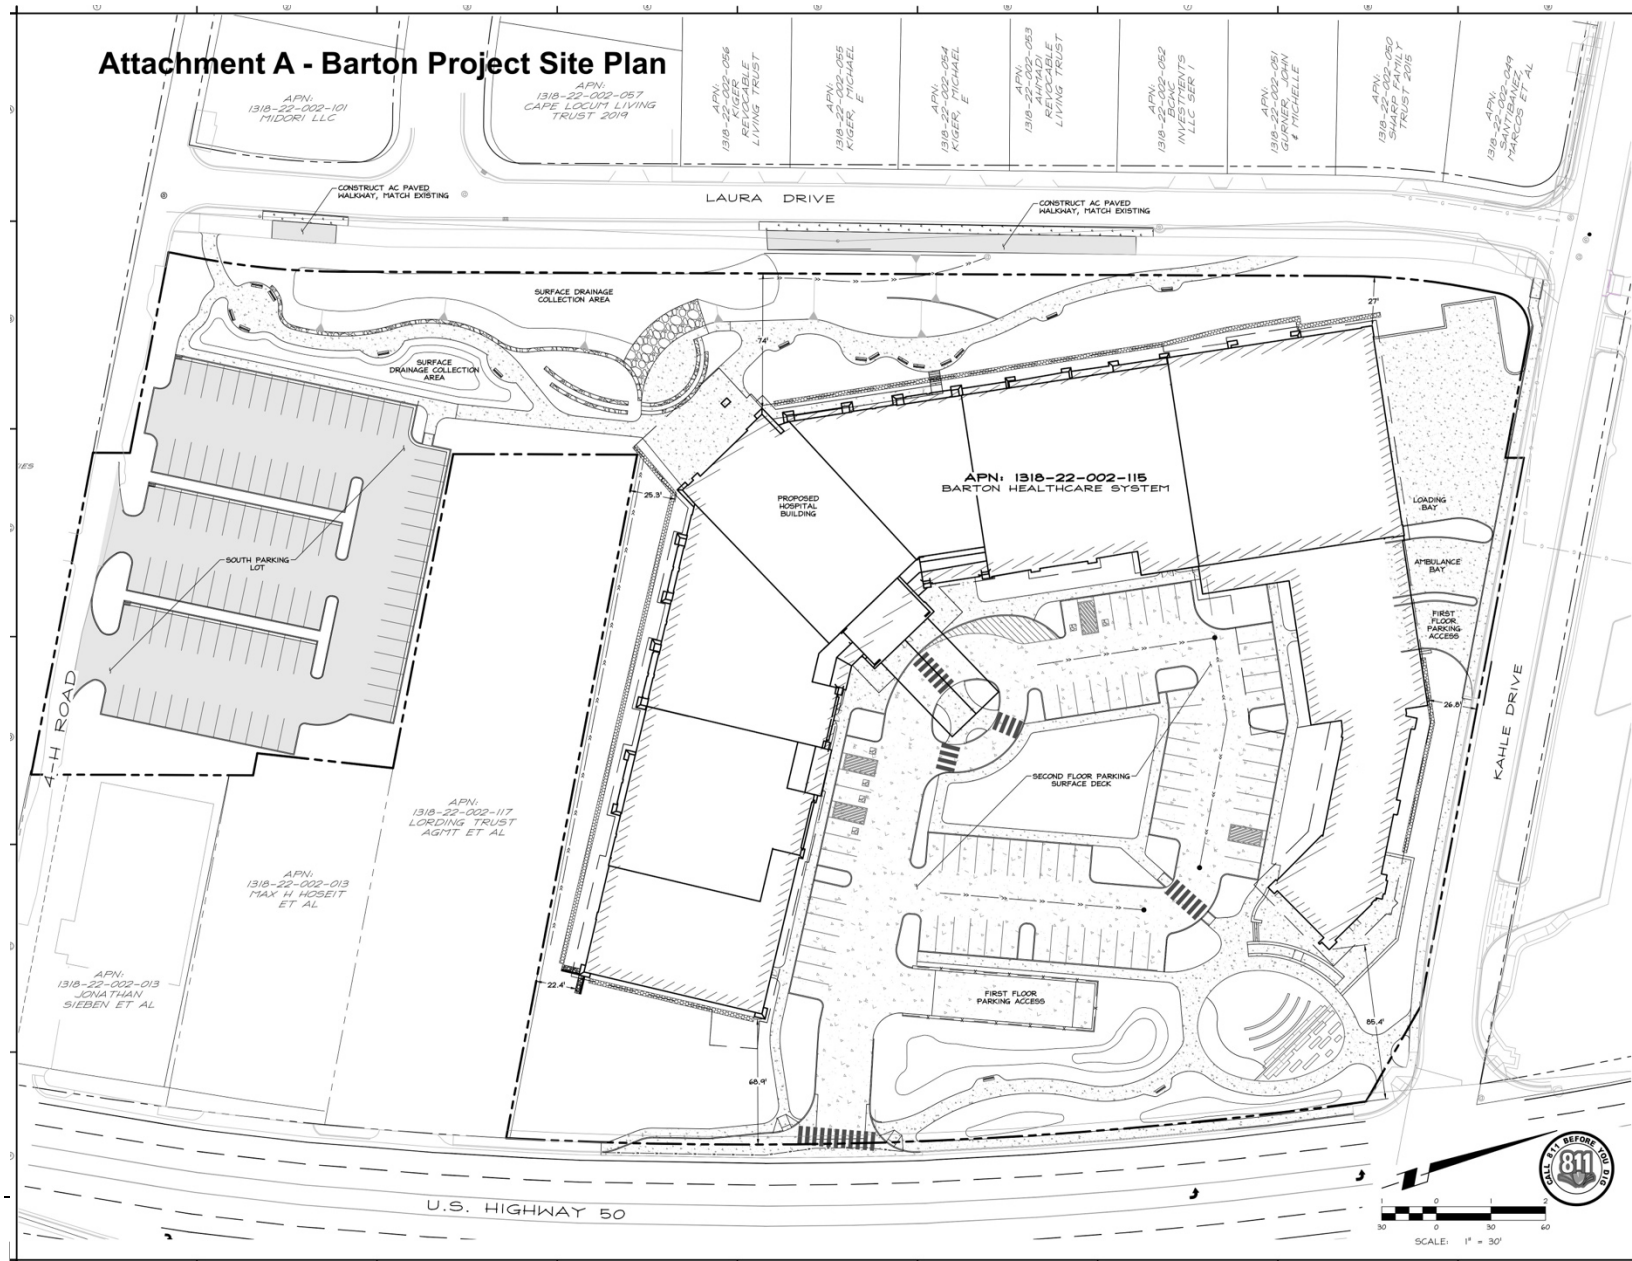 Attachment A - Barton Project Site Plan
APN:
1318-22-002-101
MIDORI LLC
APN:
1318-22-002-057
CAPE LOCUM LIVING
TRUST 2019
APN:
1318-22-002-056
KIGER
REVOCABLE
LIVING TRUST
APN:
1318-22-002-055
KIGER, MICHAEL
E
APN:
1318-22-002-054
KIGER, MICHAEL
E
APN:
1318-22-002-053
AHMADI
REVOCABLE
LIVING TRUST
APN:
1318-22-002-052
BCNC
INVESTMENTS
LLC SER 1
APN:
1318-22-002-051
GURNER, JOHN
& MICHELLE
APN:
1318-22-002-050
SHARP FAMILY
TRUST 2015
APN:
1318-22-002-049
SANTIBANEZ,
MARCOS ET AL
CONSTRUCT AC PAVED
WALKWAY, MATCH EXISTING
LAURA DRIVE
CONSTRUCT AC PAVED
WALKWAY, MATCH EXISTING
SURFACE DRAINAGE
COLLECTION AREA
27'
74'
SURFACE
DRAINAGE COLLECTION
AREA
IES
25.3'
PROPOSED
HOSPITAL
BUILDING
APN: 1318-22-002-115
BARTON HEALTHCARE SYSTEM
LOADING
BAY
SOUTH PARKING
LOT
AMBULANCE
BAY
FIRST
FLOOR
PARKING
ACCESS
4-H ROAD
26.8'
KAHLE DRIVE
SECOND FLOOR PARKING
SURFACE DECK
APN:
1318-22-002-117
LORDING TRUST
AGMT ET AL
APN:
1318-22-002-013
MAX H HOSEIT
ET AL
APN:
1318-22-002-013
JONATHAN
SIEBEN ET AL
22.4'
FIRST FLOOR
PARKING ACCESS
85.4'
68.9'
U.S. HIGHWAY 50
CALL 811 BEFORE YOU DIG
811
1 0 1 2
30 0 30 60
SCALE: 1" = 30'